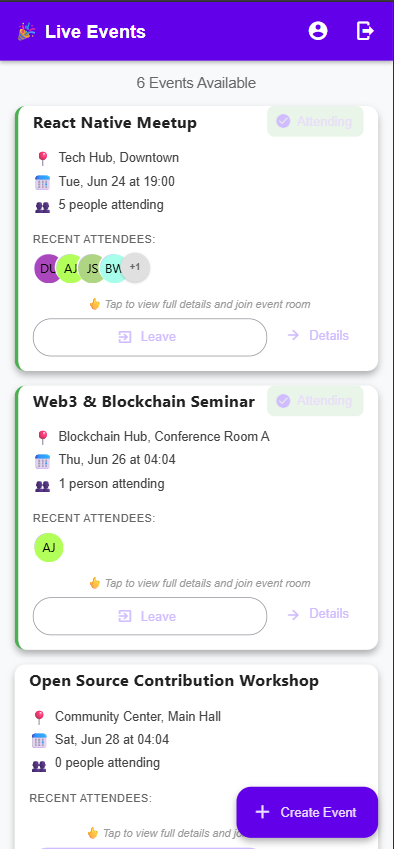 Live Events
6 Events Available
React Native Meetup
Attending
Tech Hub, Downtown
Tue, Jun 24 at 19:00
5 people attending
RECENT ATTENDEES:
DU AJ JS BW +1
Tap to view full details and join event room
Leave
Details
Web3 & Blockchain Seminar
Attending
Blockchain Hub, Conference Room A
Thu, Jun 26 at 04:04
1 person attending
RECENT ATTENDEES:
AJ
Tap to view full details and join event room
Leave
Details
Open Source Contribution Workshop
Community Center, Main Hall
Sat, Jun 28 at 04:04
0 people attending
RECENT ATTENDEES:
Create Event
Tap to view full details and